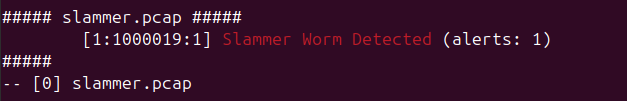 ##### slammer.pcap #####
[1:1000019:1] Slammer Worm Detected (alerts: 1)
#####
-- [0] slammer.pcap